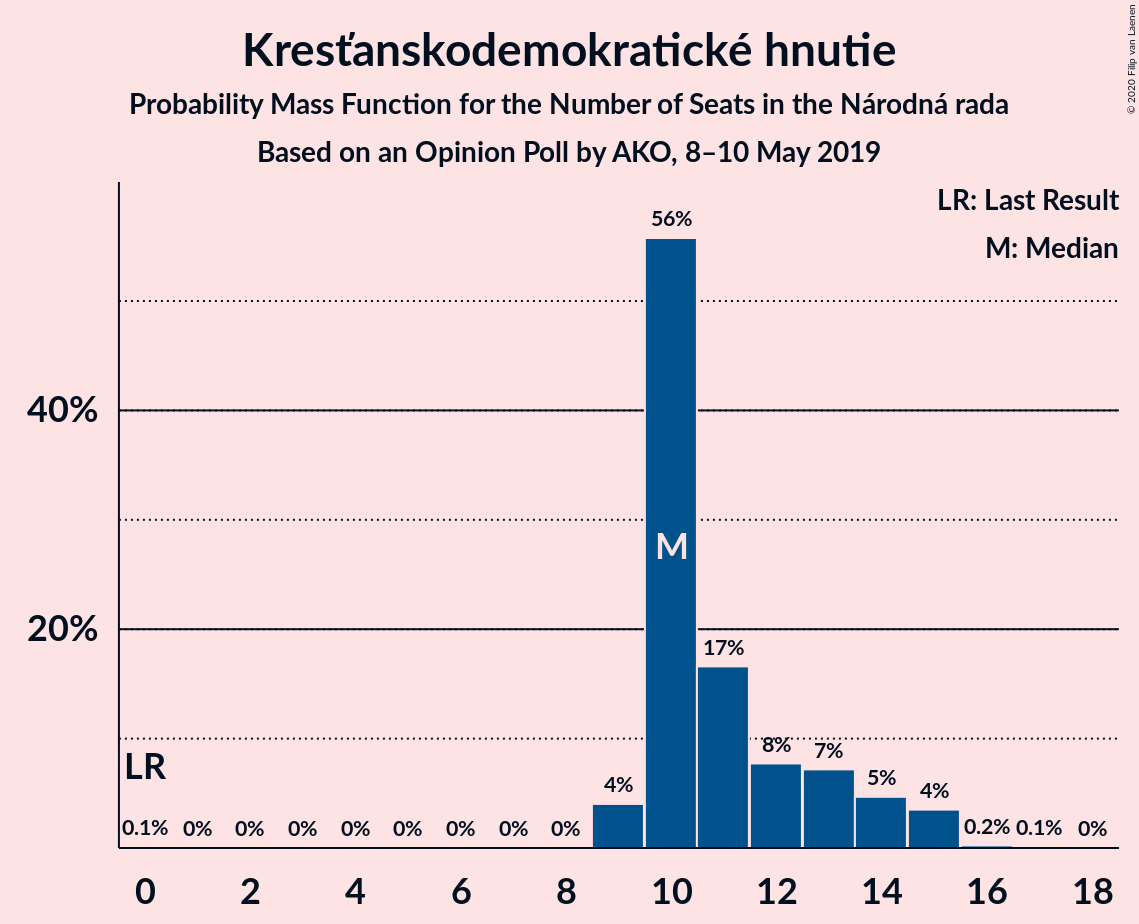 Kresťanskodemokratické hnutie
Probability Mass Function for the Number of Seats in the Národná rada
Based on an Opinion Poll by AKO, 8–10 May 2019
© 2020 Filip van Laenen
LR: Last Result
M: Median
56%
40%
M
20%
17%
8%
7%
LR
5%
4%
4%
0.1% 0% 0% 0% 0% 0% 0% 0% 0% 0.2% 0.1% 0%
0 2 4 6 8 10 12 14 16 18